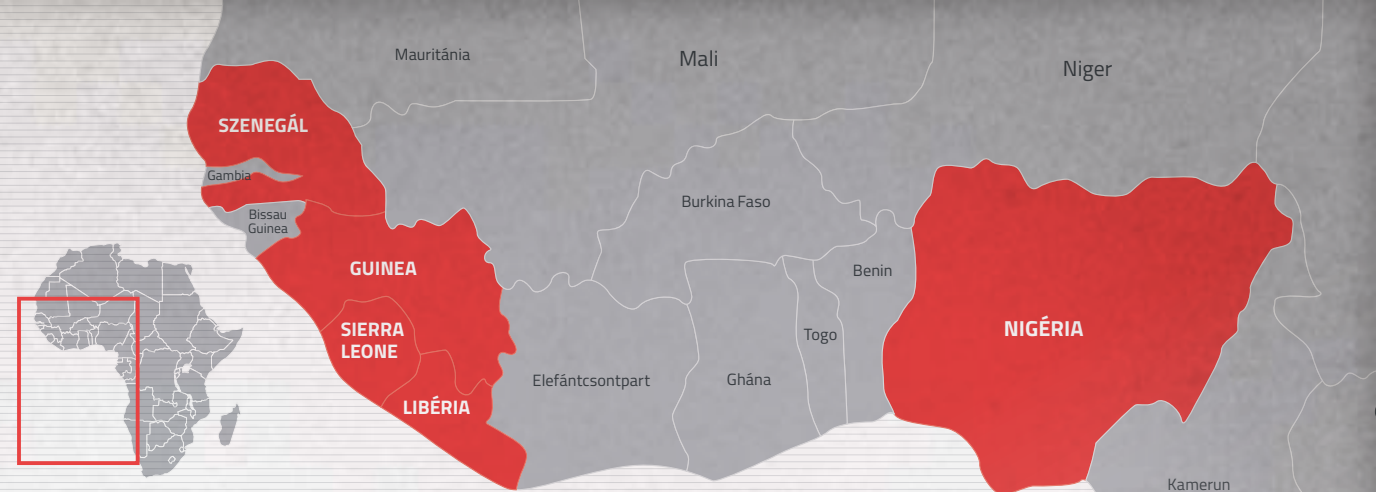 Mauritánia
Mali
Niger
SZENEGÁL
Gambia
Bissau
Guinea
Burkina Faso
GUINEA
Benin
SIERRA
LEONE
NIGÉRIA
Togo
Elefántcsontpart
Ghána
LIBÉRIA
Kamerun